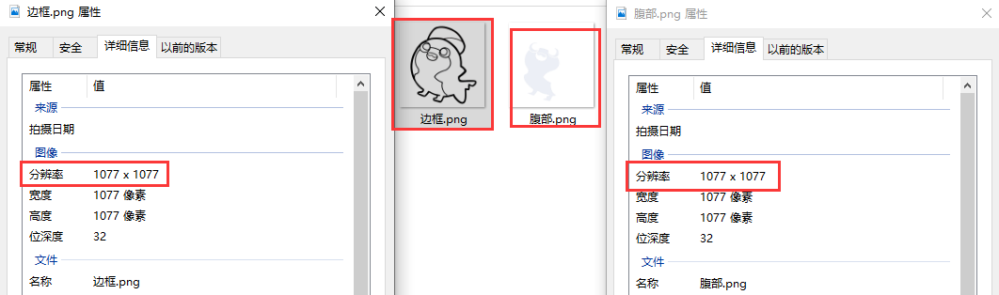 边框.png 属性
常规 安全 详细信息 以前的版本
属性 值
来源
拍摄日期
图像
分辨率 1077 x 1077
宽度 1077 像素
高度 1077 像素
位深度 32
文件
名称 边框.png
边框.png
腹部.png
腹部.png 属性
常规 安全 详细信息 以前的版本
属性 值
来源
拍摄日期
图像
分辨率 1077 x 1077
宽度 1077 像素
高度 1077 像素
位深度 32
文件
名称 腹部.png